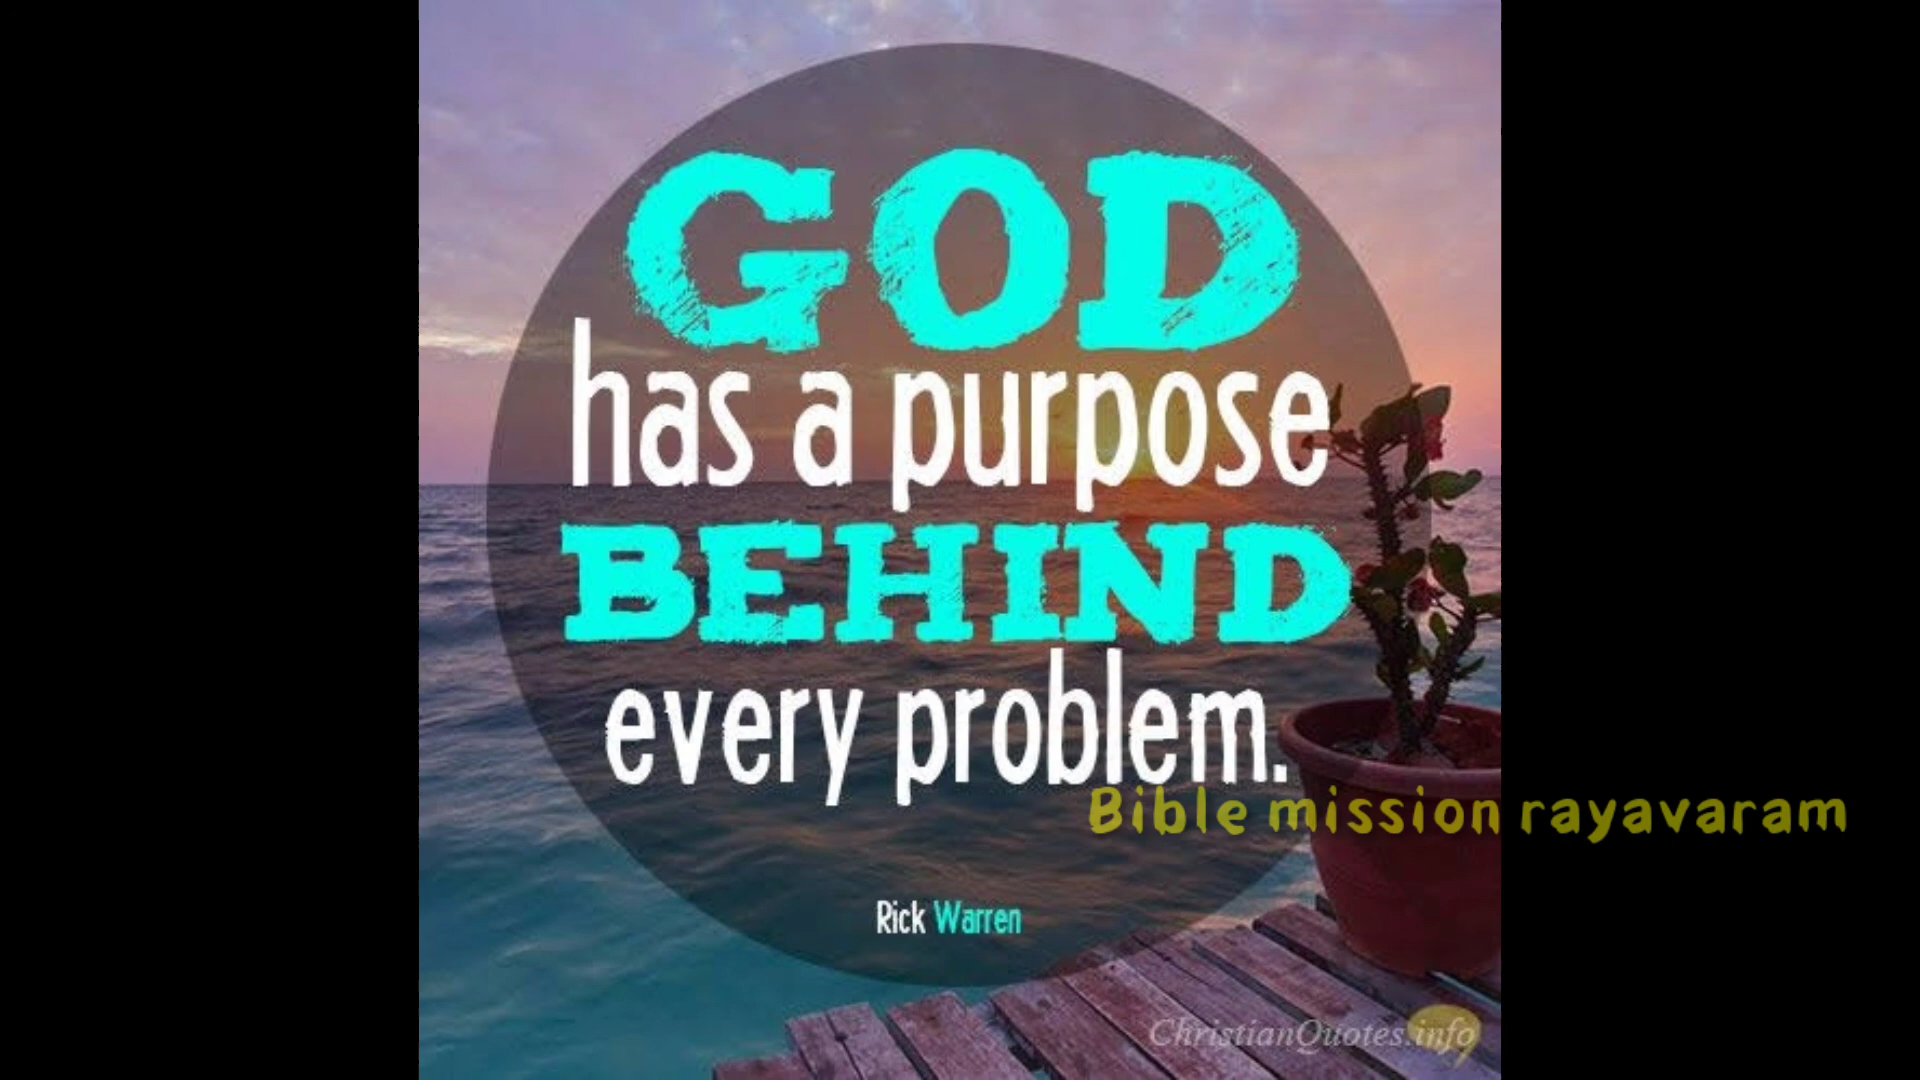 GOD
has a purpose
BEHIND
every problem.
Bible mission rayavaram
Rick Warren
ChristianQuotes.info